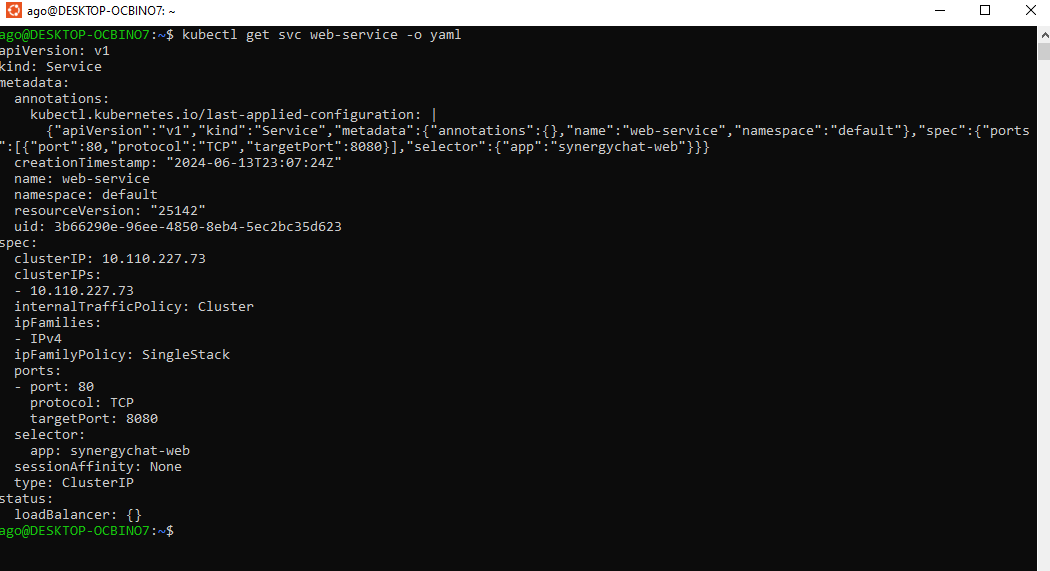 ago@DESKTOP-OCBINO7: ~
ago@DESKTOP-OCBINO7:~$ kubectl get svc web-service -o yaml
apiVersion: v1
kind: Service
metadata:
  annotations:
    kubectl.kubernetes.io/last-applied-configuration: |
      {"apiVersion":"v1","kind":"Service","metadata":{"annotations":{},"name":"web-service","namespace":"default"},"spec":{"ports
":[{"port":80,"protocol":"TCP","targetPort":8080}],"selector":{"app":"synergychat-web"}}}
  creationTimestamp: "2024-06-13T23:07:24Z"
  name: web-service
  namespace: default
  resourceVersion: "25142"
  uid: 3b66290e-96ee-4850-8eb4-5ec2bc35d623
spec:
  clusterIP: 10.110.227.73
  clusterIPs:
  - 10.110.227.73
  internalTrafficPolicy: Cluster
  ipFamilies:
  - IPv4
  ipFamilyPolicy: SingleStack
  ports:
  - port: 80
    protocol: TCP
    targetPort: 8080
  selector:
    app: synergychat-web
  sessionAffinity: None
  type: ClusterIP
status:
  loadBalancer: {}
ago@DESKTOP-OCBINO7:~$